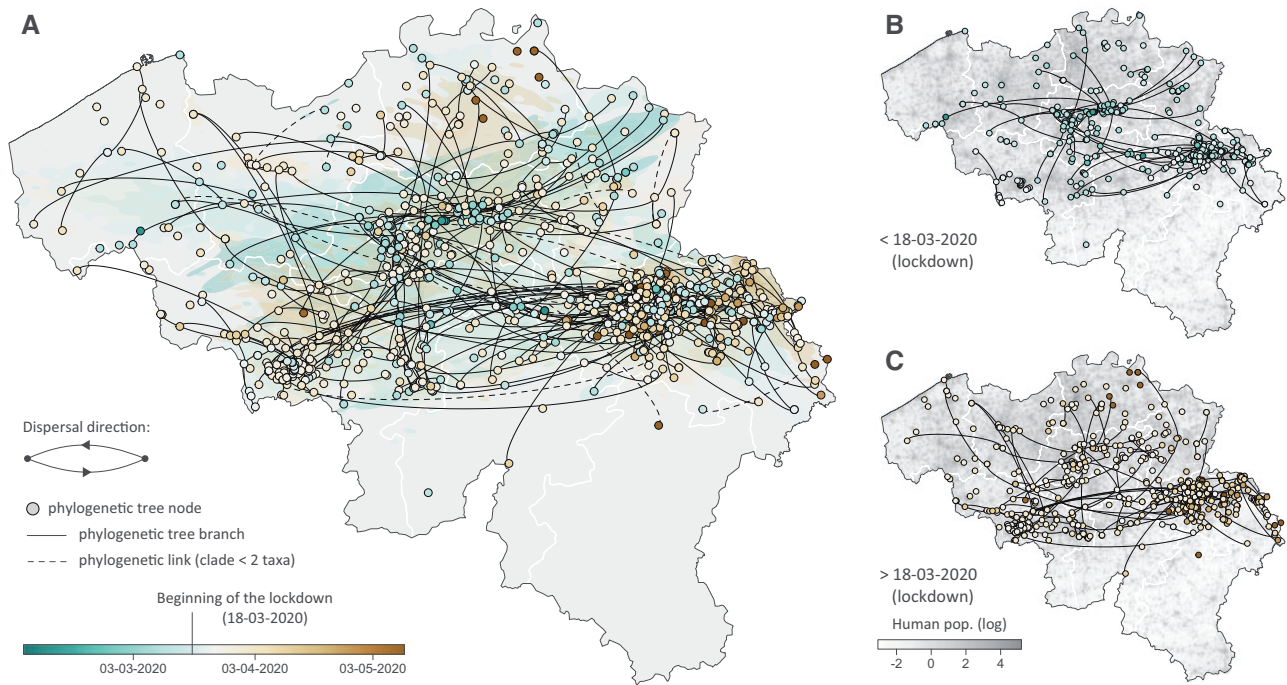 A
Dispersal direction:
phylogenetic tree node
phylogenetic tree branch
phylogenetic link (clade < 2 taxa)
Beginning of the lockdown
(18-03-2020)
03-03-2020
03-04-2020
03-05-2020
B
< 18-03-2020
(lockdown)
C
> 18-03-2020
(lockdown)
Human pop. (log)
-2 0 2 4